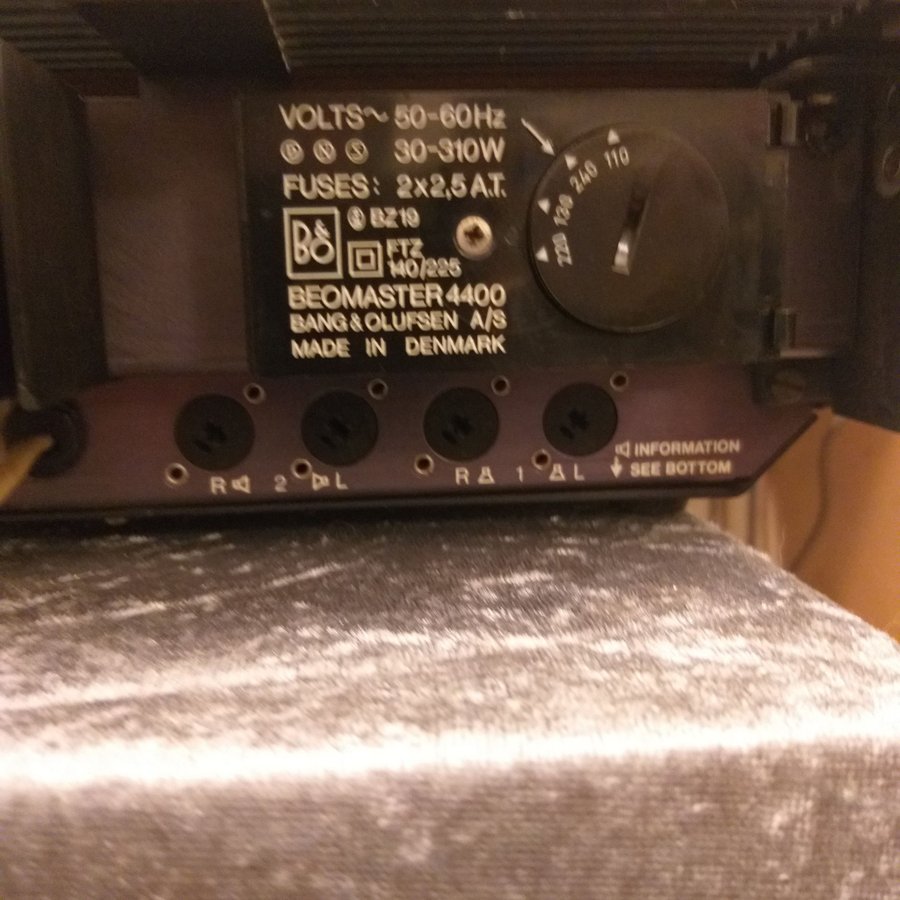 VOLTS~ 50-60Hz
D N S 30-310W
FUSES: 2x2,5 A.T.
B&O
S BZ19
FTZ
140/225
BEOMASTER 4400
BANG & OLUFSEN A/S
MADE IN DENMARK
220 130 240 110
R 2 L R 1 L
INFORMATION
SEE BOTTOM